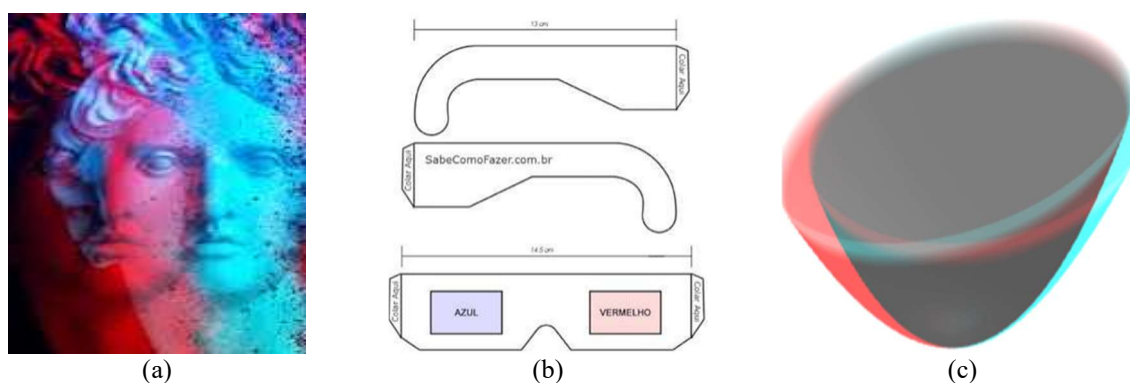 13 cm
Colar Aqui
Colar Aqui
SabeComoFazer.com.br
14.5 cm
Colar Aqui
AZUL
VERMELHO
Colar Aqui
(a)
(b)
(c)